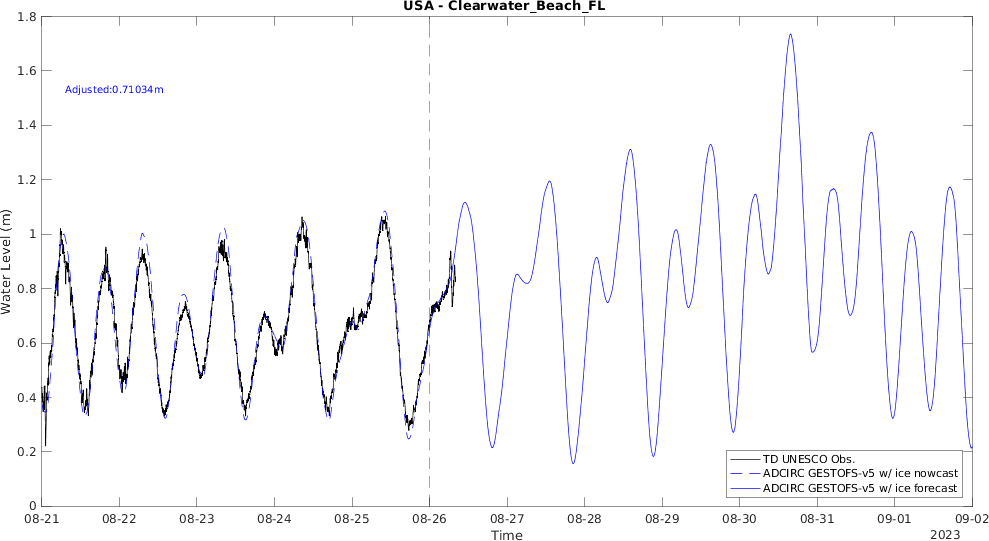 USA - Clearwater_Beach_FL
1.8
1.6
1.4
1.2
1
0.8
0.6
0.4
0.2
0
Water Level (m)
Adjusted:0.71034m
TD UNESCO Obs.
ADCIRC GESTOFS-v5 w/ ice nowcast
ADCIRC GESTOFS-v5 w/ ice forecast
08-21 08-22 08-23 08-24 08-25 08-26 08-27 08-28 08-29 08-30 08-31 09-01 09-02
Time
2023